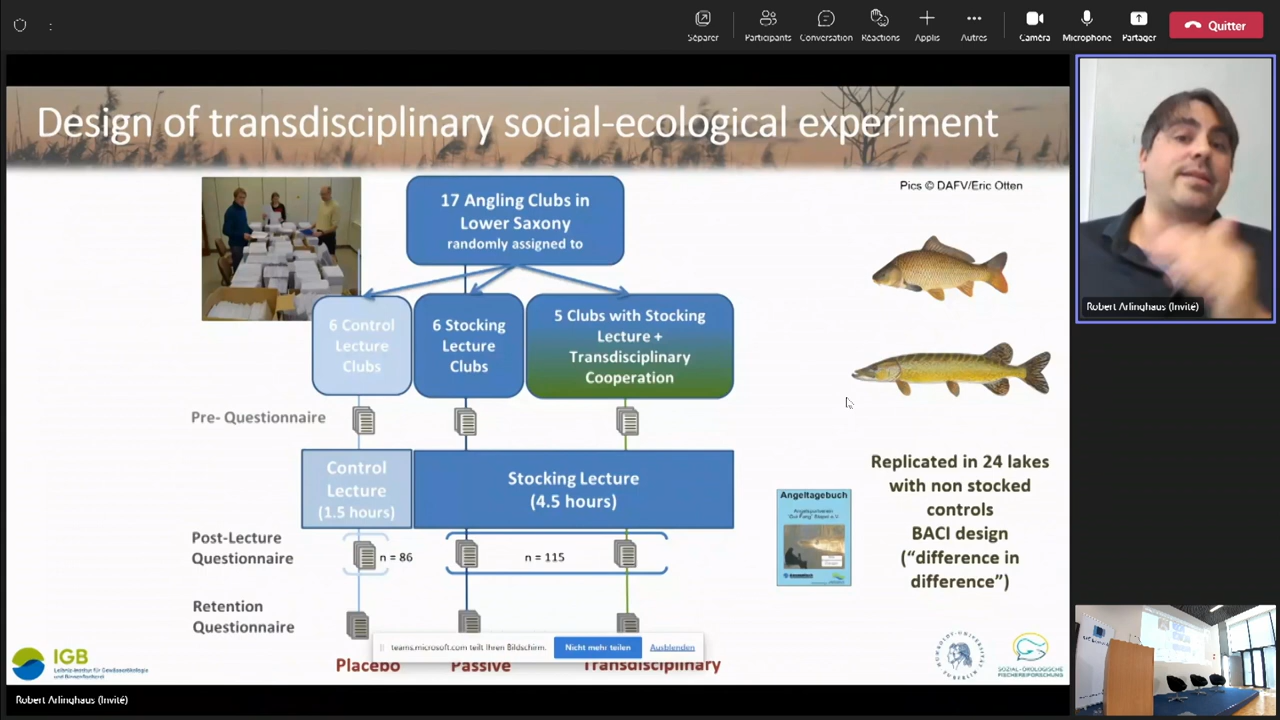 Séparer
Participants
Conversation
Réactions
Applis
Autres
Caméra
Microphone
Partager
Quitter
Design of transdisciplinary social-ecological experiment
Pics © DAFV/Eric Otten
17 Angling Clubs in
Lower Saxony
randomly assigned to
6 Control
Lecture
Clubs
6 Stocking
Lecture
Clubs
5 Clubs with Stocking
Lecture +
Transdisciplinary
Cooperation
Pre- Questionnaire
Control
Lecture
(1.5 hours)
Stocking Lecture
(4.5 hours)
Post-Lecture
Questionnaire
n = 86
n = 115
Retention
Questionnaire
Placebo
Passive
Transdisciplinary
Angeltagebuch
Replicated in 24 lakes
with non stocked
controls
BACI design
("difference in
difference")
teams.microsoft.com teilt Ihren Bildschirm.
Nicht mehr teilen
Ausblenden
IGB
Leibniz-Institut für Gewässerökologie
und Binnenfischerei
SOZIAL-ÖKOLOGISCHE
FISCHEREIFORSCHUNG
Robert Arlinghaus (Invité)
Robert Arlinghaus (Invité)